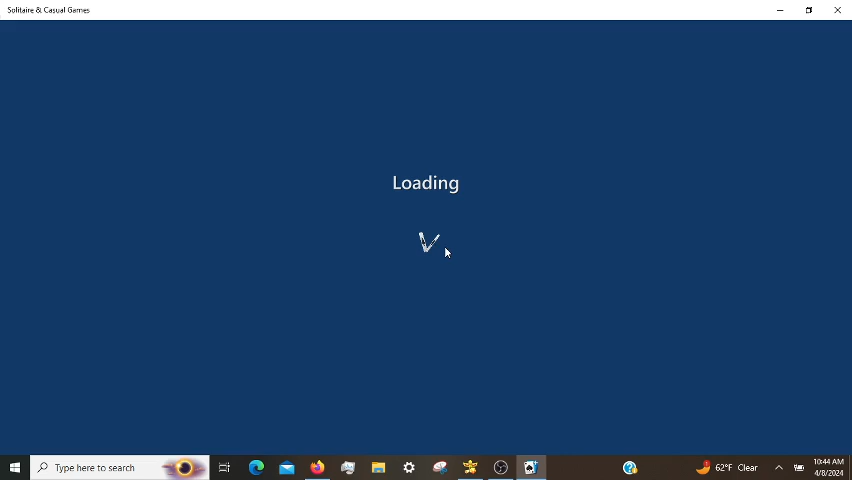 Solitaire & Casual Games
Loading
Type here to search
62°F Clear
10:44 AM
4/8/2024